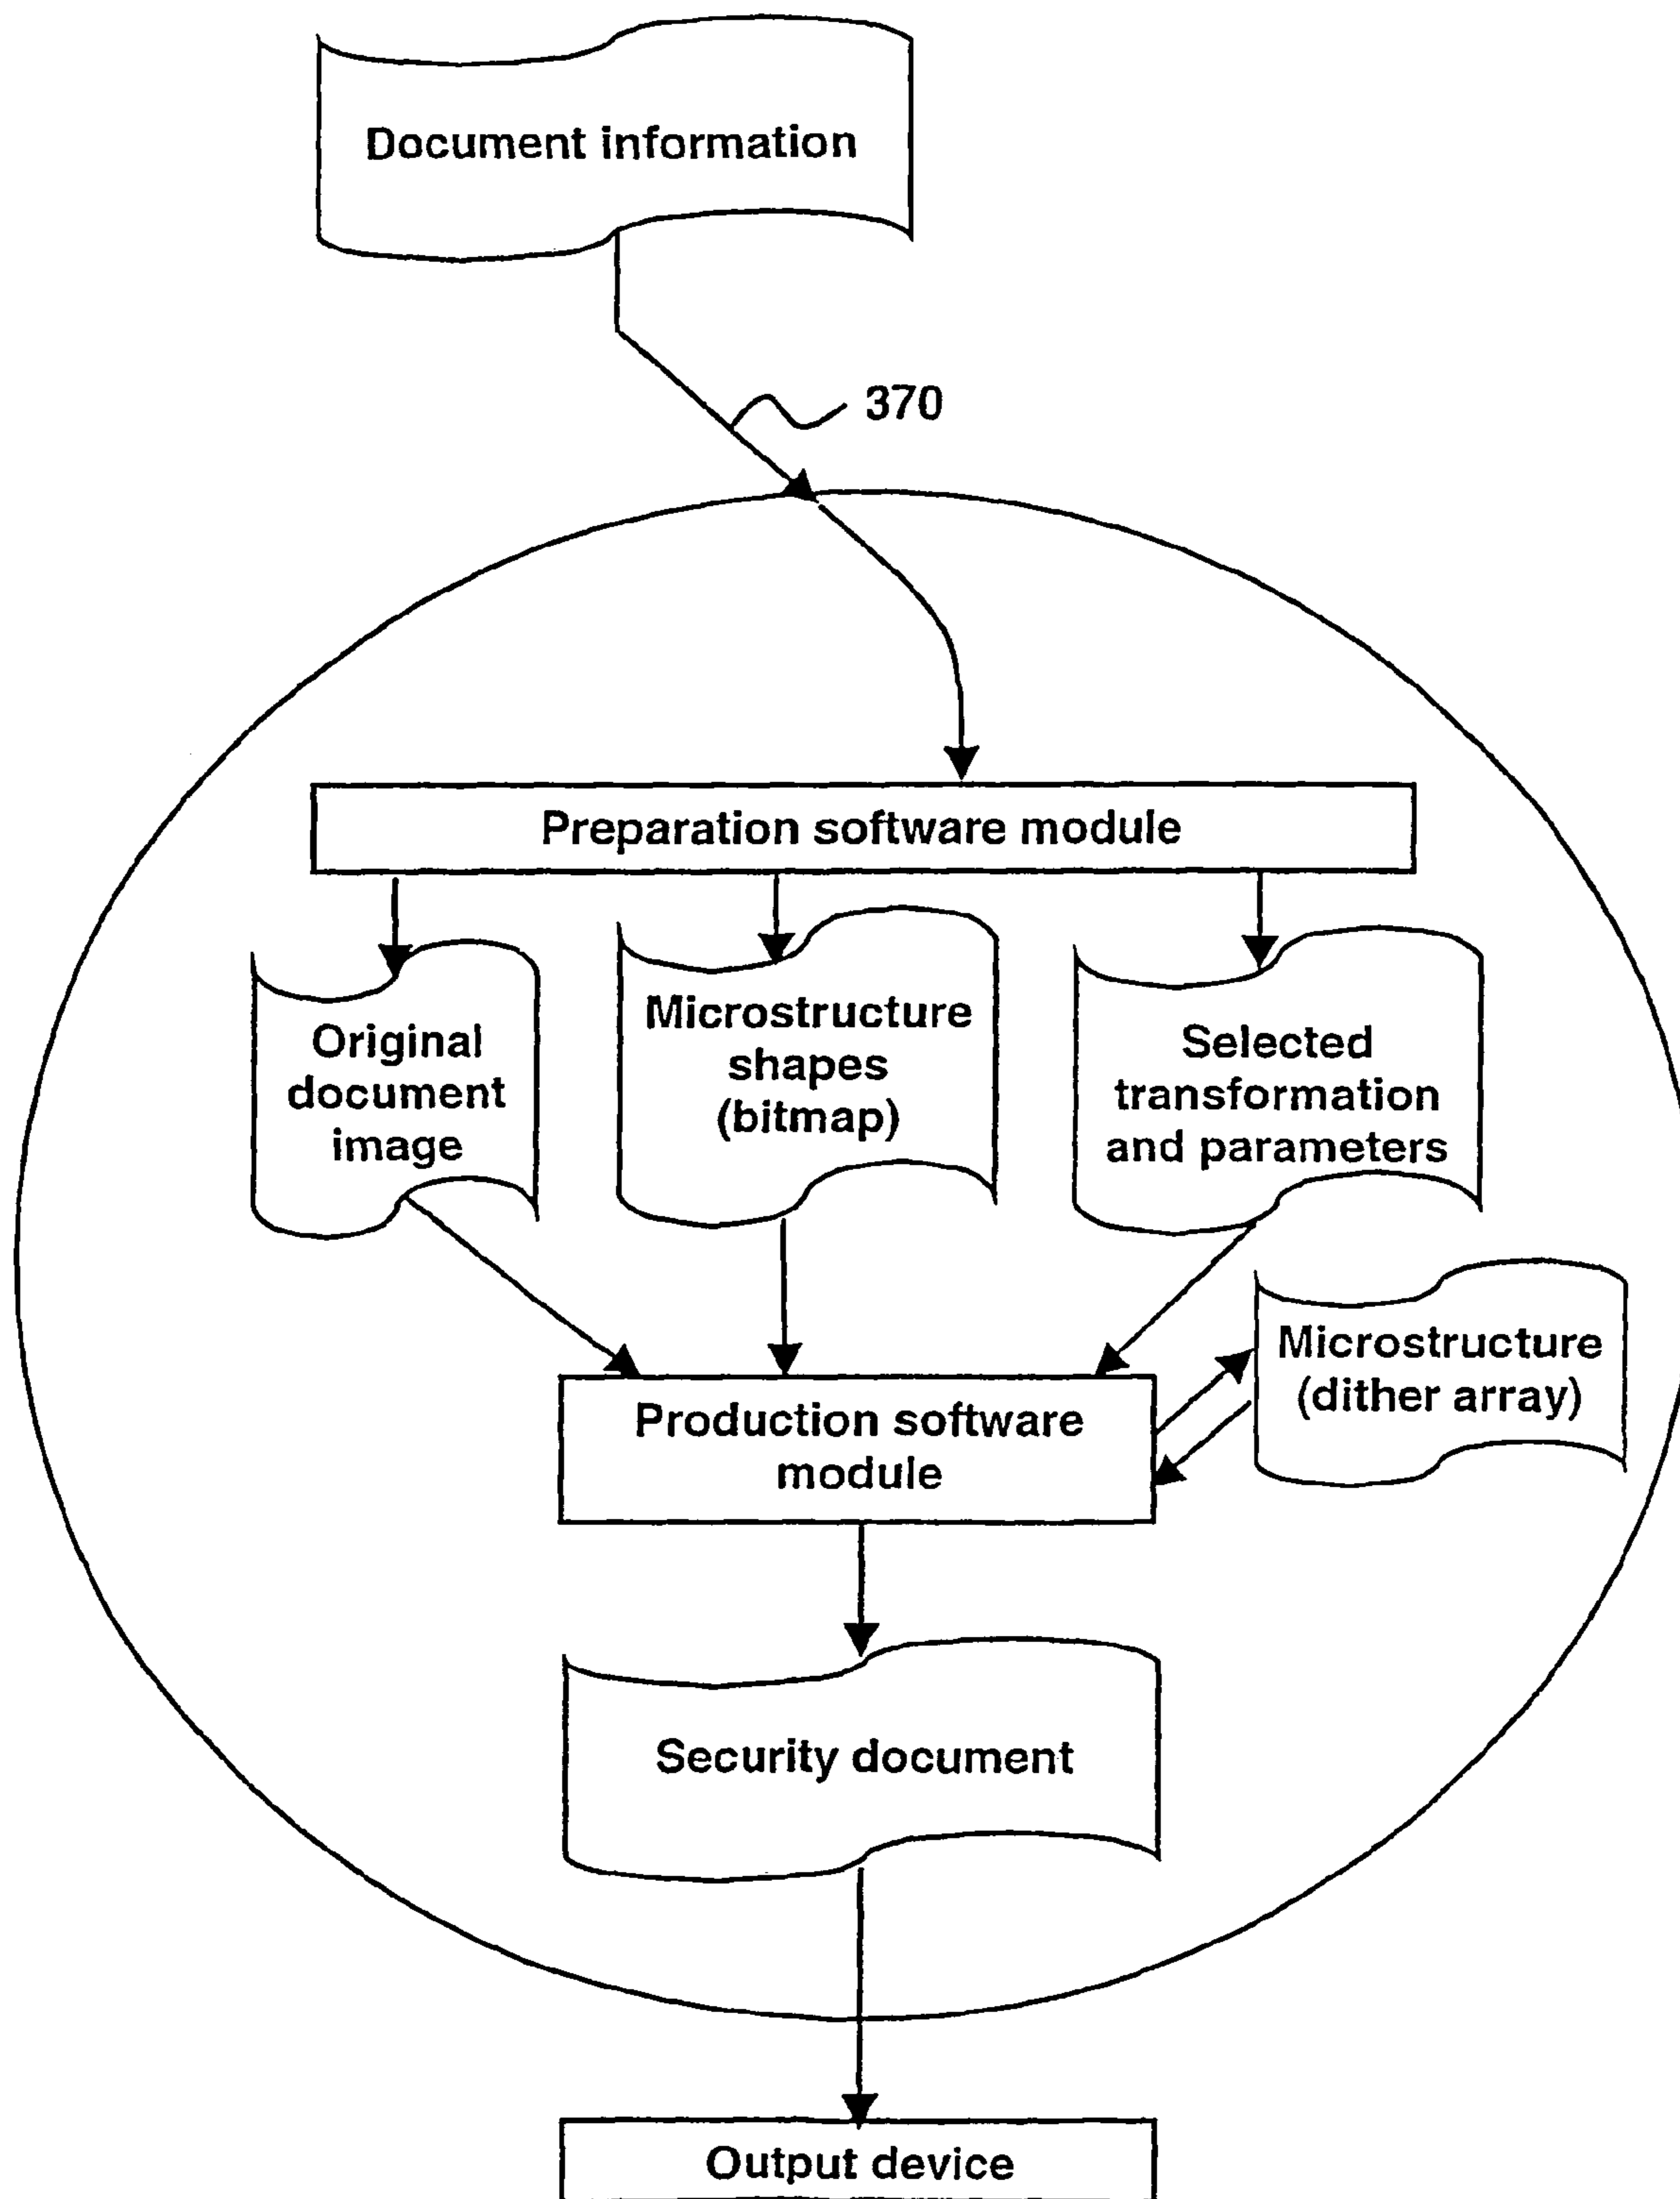 Document information
370
Preparation software module
Original
document
image
Microstructure
shapes
(bitmap)
Selected
transformation
and parameters
Microstructure
(dither array)
Production software
module
Security document
Output device